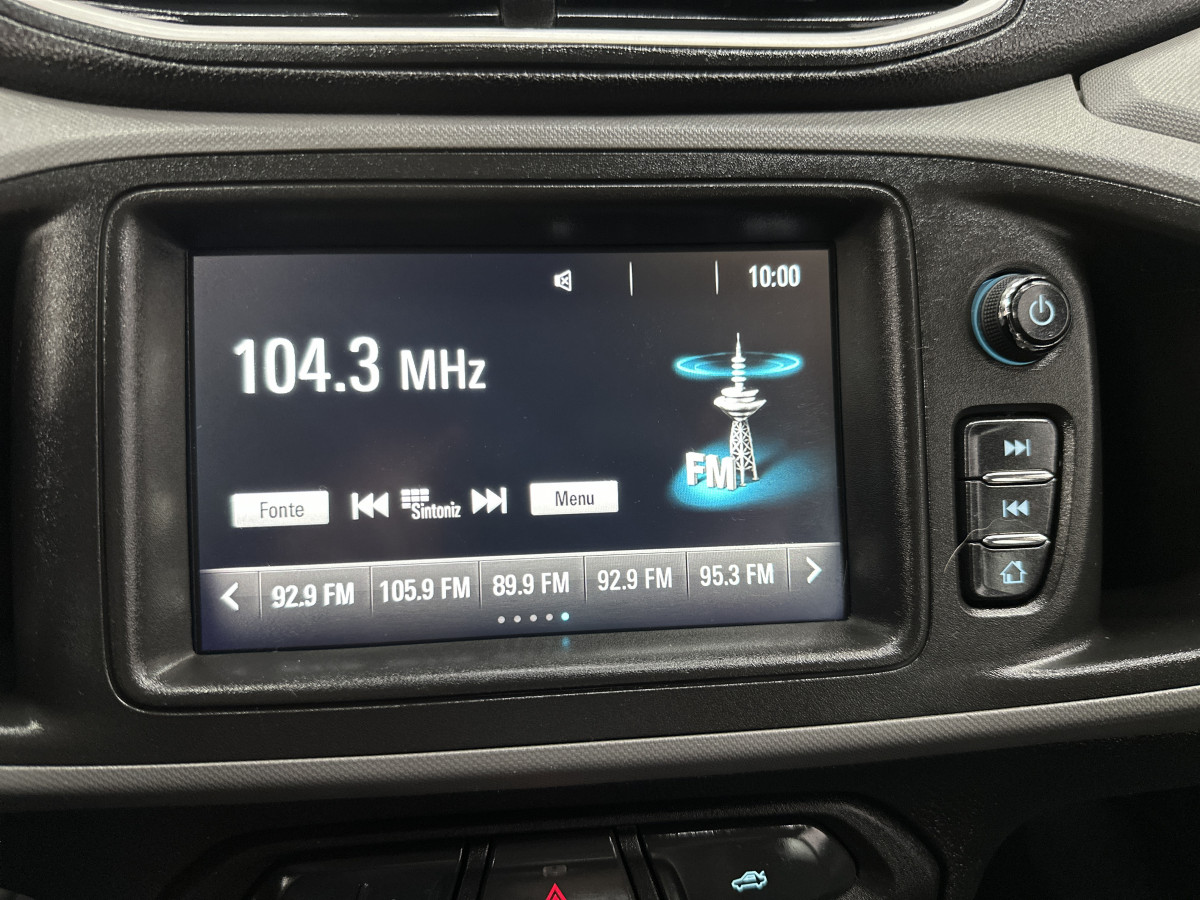 10:00
104.3 MHz
FM
Fonte Sintoniz Menu
92.9 FM 105.9 FM 89.9 FM 92.9 FM 95.3 FM